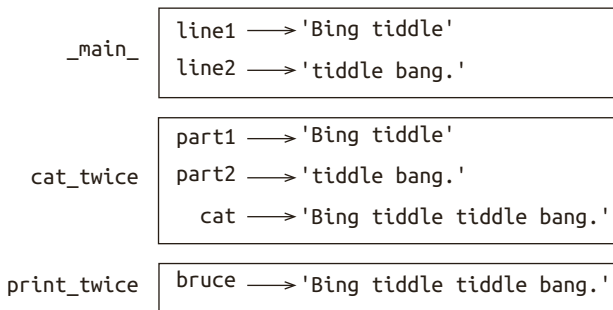 _main_
line1 'Bing tiddle'
line2 'tiddle bang.'
cat_twice
part1 'Bing tiddle'
part2 'tiddle bang.'
cat 'Bing tiddle tiddle bang.'
print_twice
bruce 'Bing tiddle tiddle bang.'